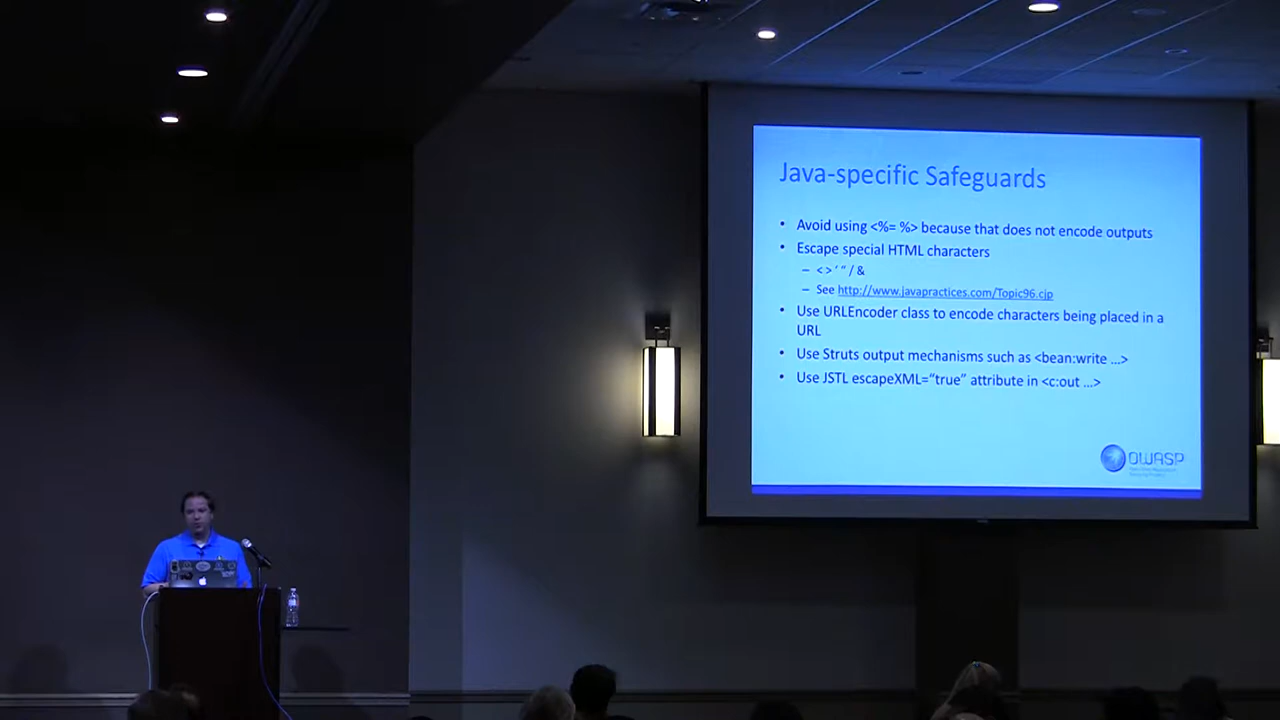 Java-specific Safeguards
• Avoid using <%= %> because that does not encode outputs
• Escape special HTML characters
– < > ' " / &
– See http://www.javapractices.com/Topic96.cjp
• Use URLEncoder class to encode characters being placed in a
URL
• Use Struts output mechanisms such as <bean:write ...>
• Use JSTL escapeXML="true" attribute in <c:out ...>
OWASP